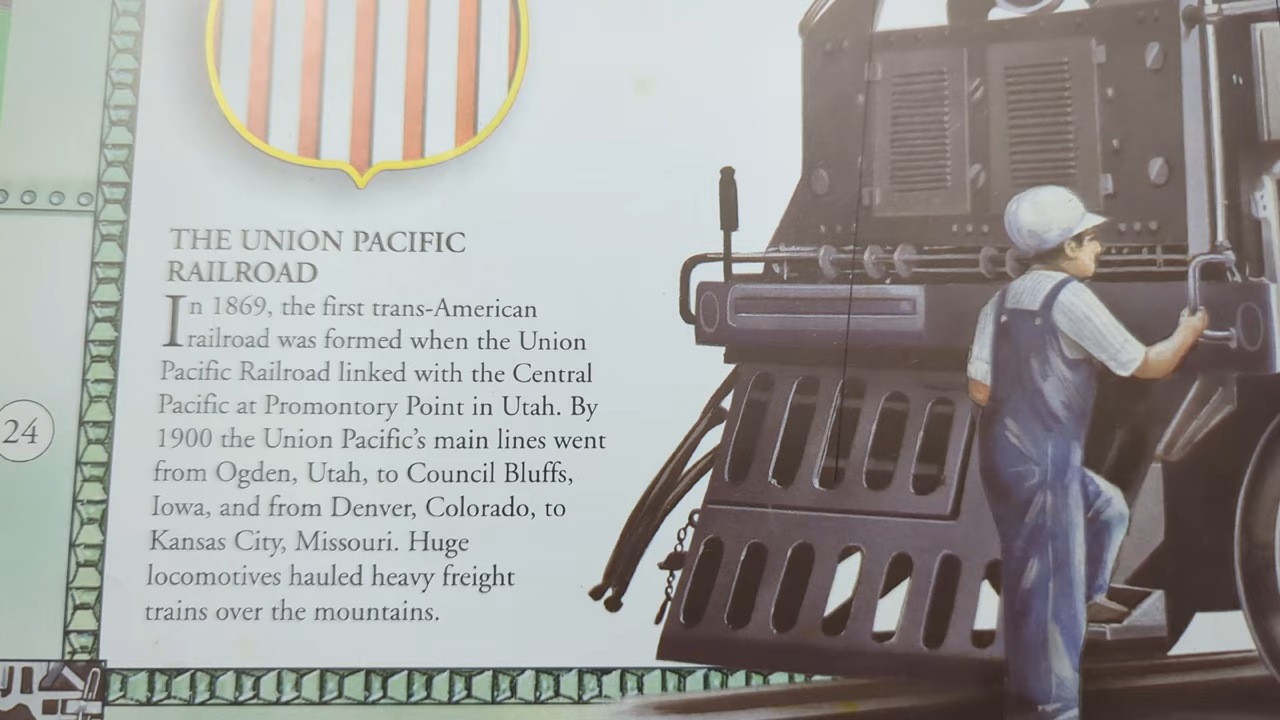 THE UNION PACIFIC
RAILROAD
In 1869, the first trans-American
railroad was formed when the Union
Pacific Railroad linked with the Central
Pacific at Promontory Point in Utah. By
1900 the Union Pacific's main lines went
from Ogden, Utah, to Council Bluffs,
Iowa, and from Denver, Colorado, to
Kansas City, Missouri. Huge
locomotives hauled heavy freight
trains over the mountains.
24